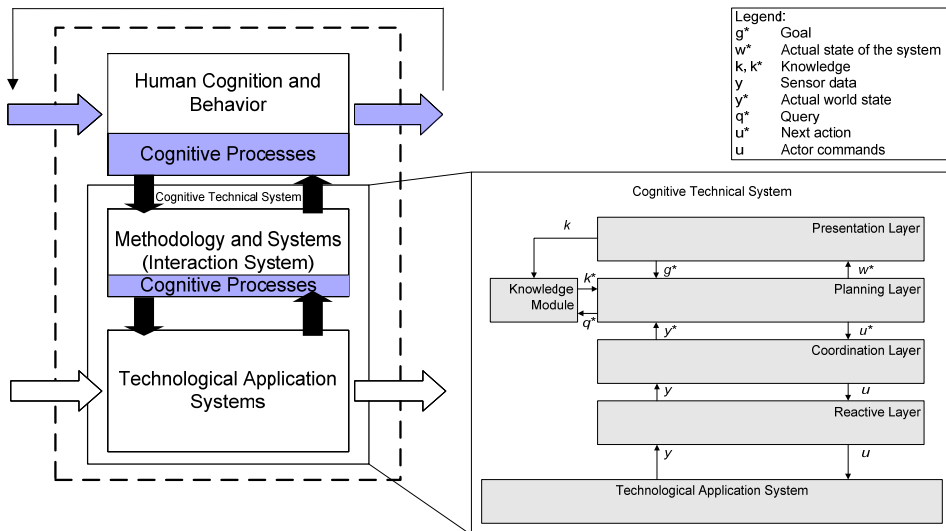 Human Cognition and
Behavior
Cognitive Processes
Cognitive Technical System
Methodology and Systems
(Interaction System)
Cognitive Processes
Technological Application
Systems
Legend:
g* Goal
w* Actual state of the system
k, k* Knowledge
y Sensor data
y* Actual world state
q* Query
u* Next action
u Actor commands
Cognitive Technical System
k
Presentation Layer
g*
w*
Knowledge
Module
k*
q*
Planning Layer
y*
u*
Coordination Layer
y
u
Reactive Layer
y
u
Technological Application System